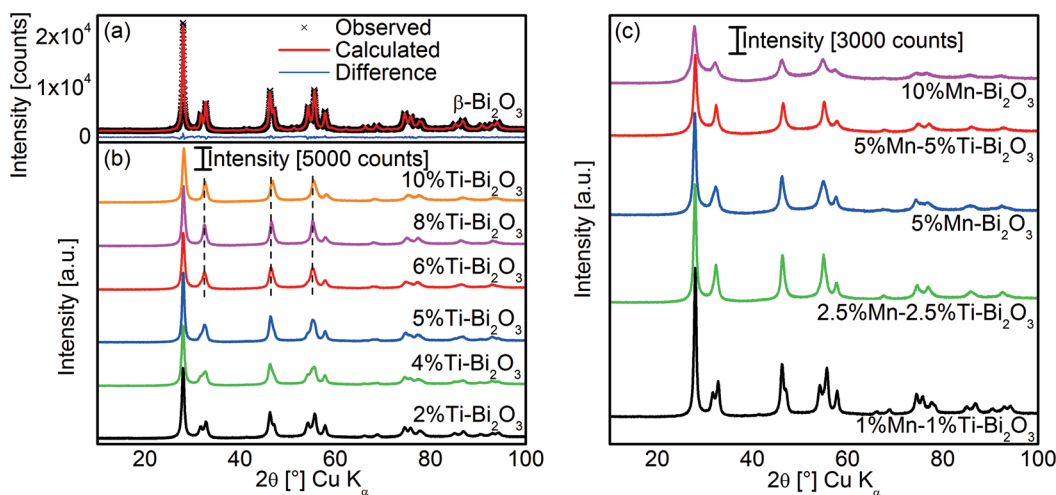 (a)
× Observed
Calculated
Difference
β-Bi₂O₃
Intensity [counts]
2x10⁴
1x10⁴
0
(b)
Intensity [5000 counts]
10%Ti-Bi₂O₃
8%Ti-Bi₂O₃
6%Ti-Bi₂O₃
5%Ti-Bi₂O₃
4%Ti-Bi₂O₃
2%Ti-Bi₂O₃
Intensity [a.u.]
20 40 60 80 100
2θ [°] Cu Kα
(c)
Intensity [3000 counts]
10%Mn-Bi₂O₃
5%Mn-5%Ti-Bi₂O₃
5%Mn-Bi₂O₃
2.5%Mn-2.5%Ti-Bi₂O₃
1%Mn-1%Ti-Bi₂O₃
Intensity [a.u.]
20 40 60 80 100
2θ [°] Cu Kα